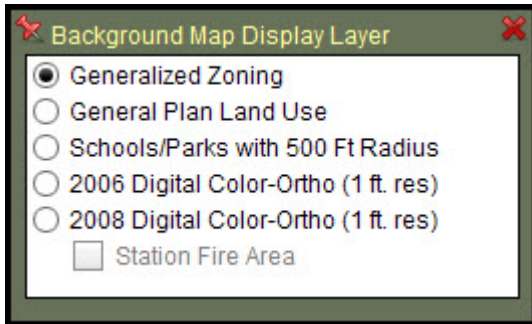 Background Map Display Layer
Generalized Zoning
General Plan Land Use
Schools/Parks with 500 Ft Radius
2006 Digital Color-Ortho (1 ft. res)
2008 Digital Color-Ortho (1 ft. res)
Station Fire Area